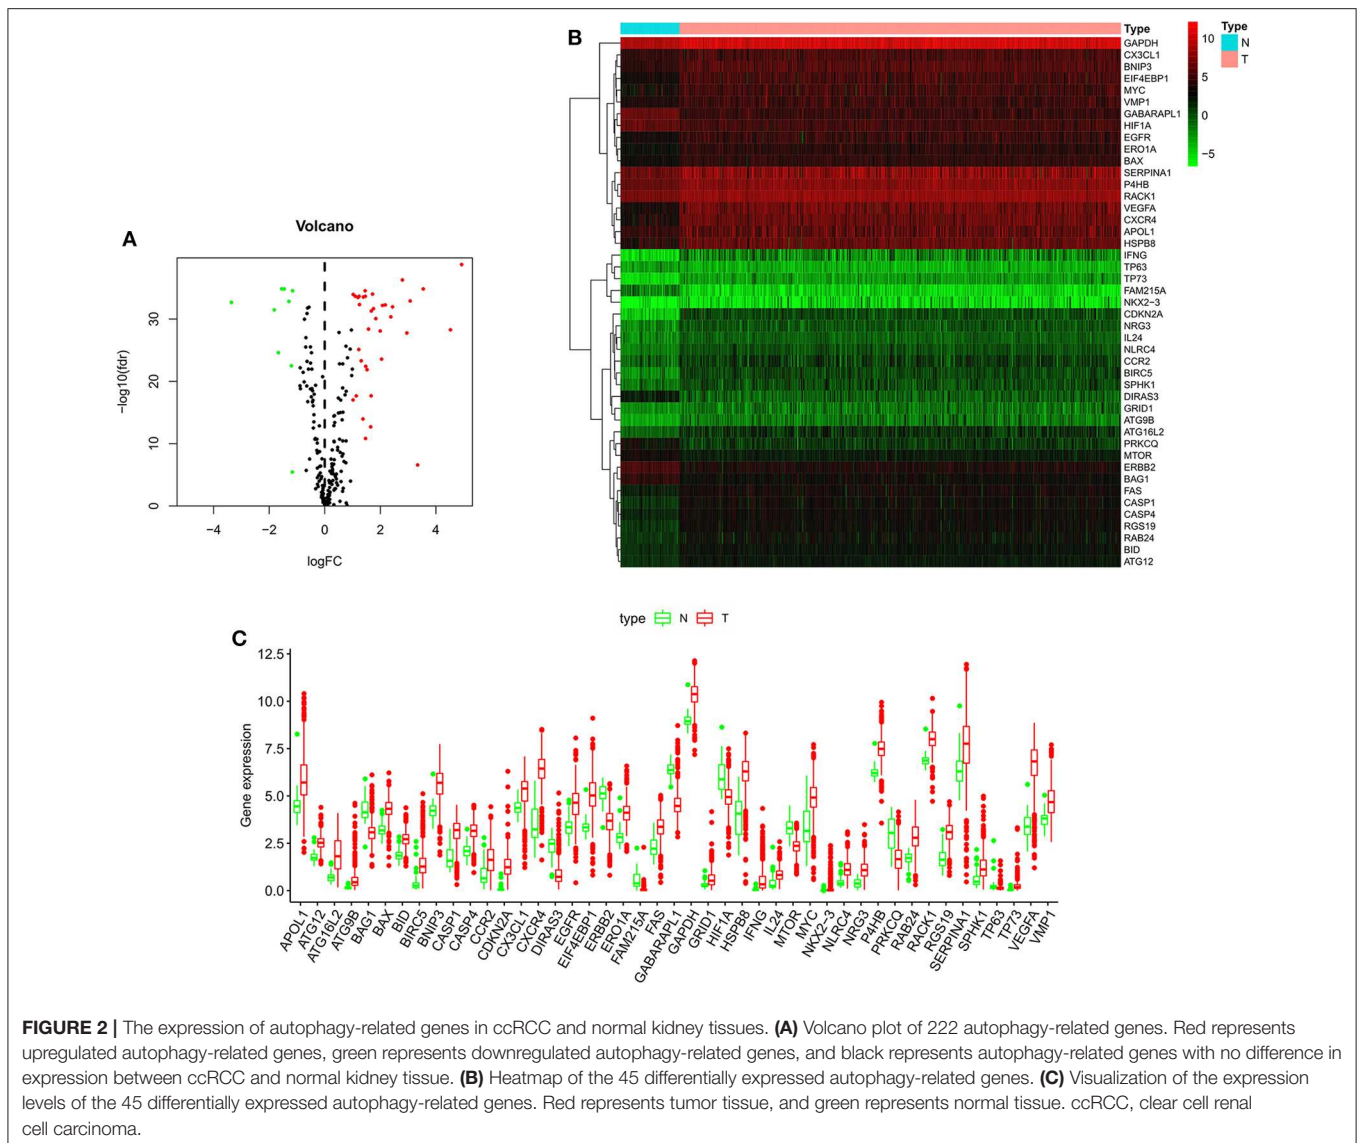 A
Volcano
−log10(fdr)
30
20
10
0
−4
−2
0
2
4
logFC
B
Type
GAPDH
CX3CL1
BNIP3
EIF4EBP1
MYC
VMP1
GABARAPL1
HIF1A
EGFR
ERO1A
BAX
SERPINA1
P4HB
RACK1
VEGFA
CXCR4
APOL1
HSPB8
IFNG
TP63
TP73
FAM215A
NKX2−3
CDKN2A
NRG3
IL24
NLRC4
CCR2
BIRC5
SPHK1
DIRAS3
GRID1
ATG9B
ATG16L2
PRKCQ
MTOR
ERBB2
BAG1
FAS
CASP1
CASP4
RGS19
RAB24
BID
ATG12
10
5
0
−5
Type
N
T
C
type N T
Gene expression
12.5
10.0
7.5
5.0
2.5
0.0
APOL1
ATG12
ATG16L2
ATG9B
BAG1
BAX
BID
BIRC5
BNIP3
CASP1
CASP4
CCR2
CDKN2A
CX3CL1
CXCR4
DIRAS3
EGFR
EIF4EBP1
ERBB2
ERO1A
FAM215A
FAS
GABARAPL1
GAPDH
GRID1
HIF1A
HSPB8
IFNG
IL24
MTOR
MYC
NKX2−3
NLRC4
NRG3
P4HB
PRKCQ
RAB24
RACK1
RGS19
SERPINA1
SPHK1
TP63
TP73
VEGFA
VMP1
FIGURE 2 | The expression of autophagy-related genes in ccRCC and normal kidney tissues. (A) Volcano plot of 222 autophagy-related genes. Red represents
upregulated autophagy-related genes, green represents downregulated autophagy-related genes, and black represents autophagy-related genes with no difference in
expression between ccRCC and normal kidney tissue. (B) Heatmap of the 45 differentially expressed autophagy-related genes. (C) Visualization of the expression
levels of the 45 differentially expressed autophagy-related genes. Red represents tumor tissue, and green represents normal tissue. ccRCC, clear cell renal
cell carcinoma.